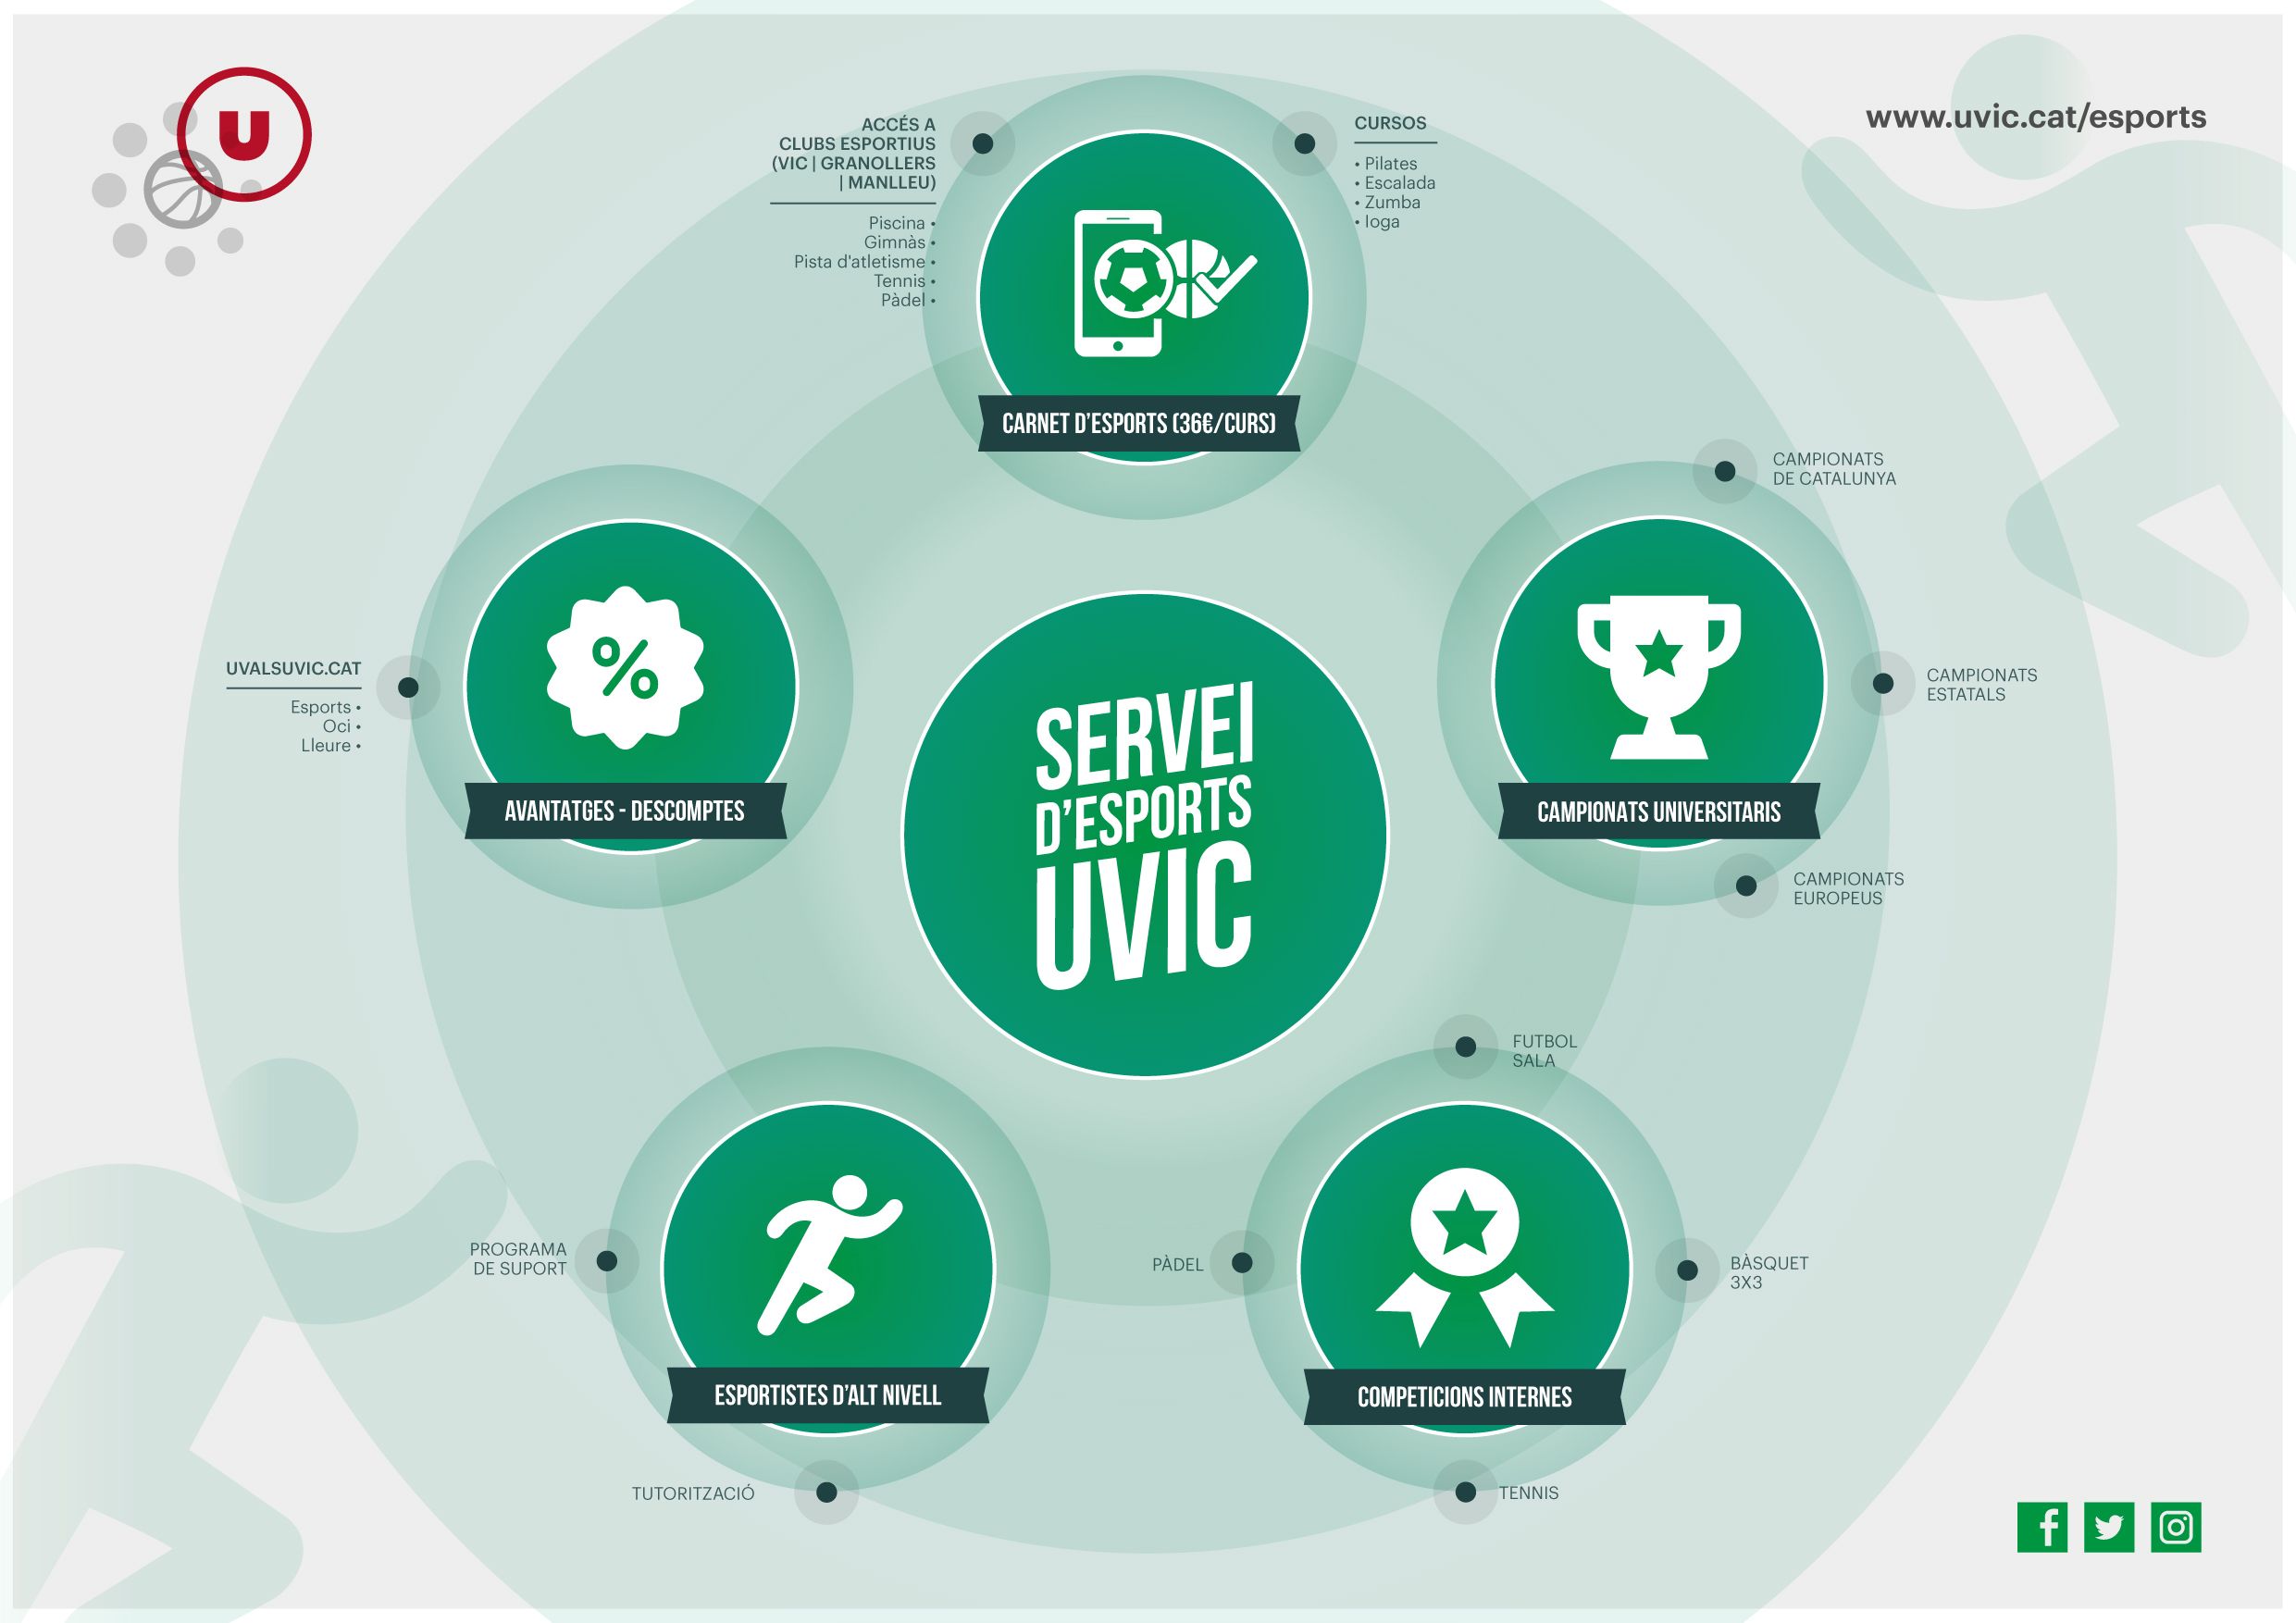 U
www.uvic.cat/esports
ACCÉS A
CLUBS ESPORTIUS
(VIC | GRANOLLERS
| MANLLEU)
Piscina •
Gimnàs •
Pista d'atletisme •
Tennis •
Pàdel •
CURSOS
• Pilates
• Escalada
• Zumba
• Ioga
CARNET D'ESPORTS (36€/CURS)
CAMPIONATS
DE CATALUNYA
CAMPIONATS
ESTATALS
CAMPIONATS
EUROPEUS
CAMPIONATS UNIVERSITARIS
UVALSUVIC.CAT
Esports •
Oci •
Lleure •
%
AVANTATGES - DESCOMPTES
SERVEI
D'ESPORTS
UVIC
FUTBOL
SALA
PÀDEL
BÀSQUET
3X3
COMPETICIONS INTERNES
TENNIS
PROGRAMA
DE SUPORT
ESPORTISTES D'ALT NIVELL
TUTORITZACIÓ